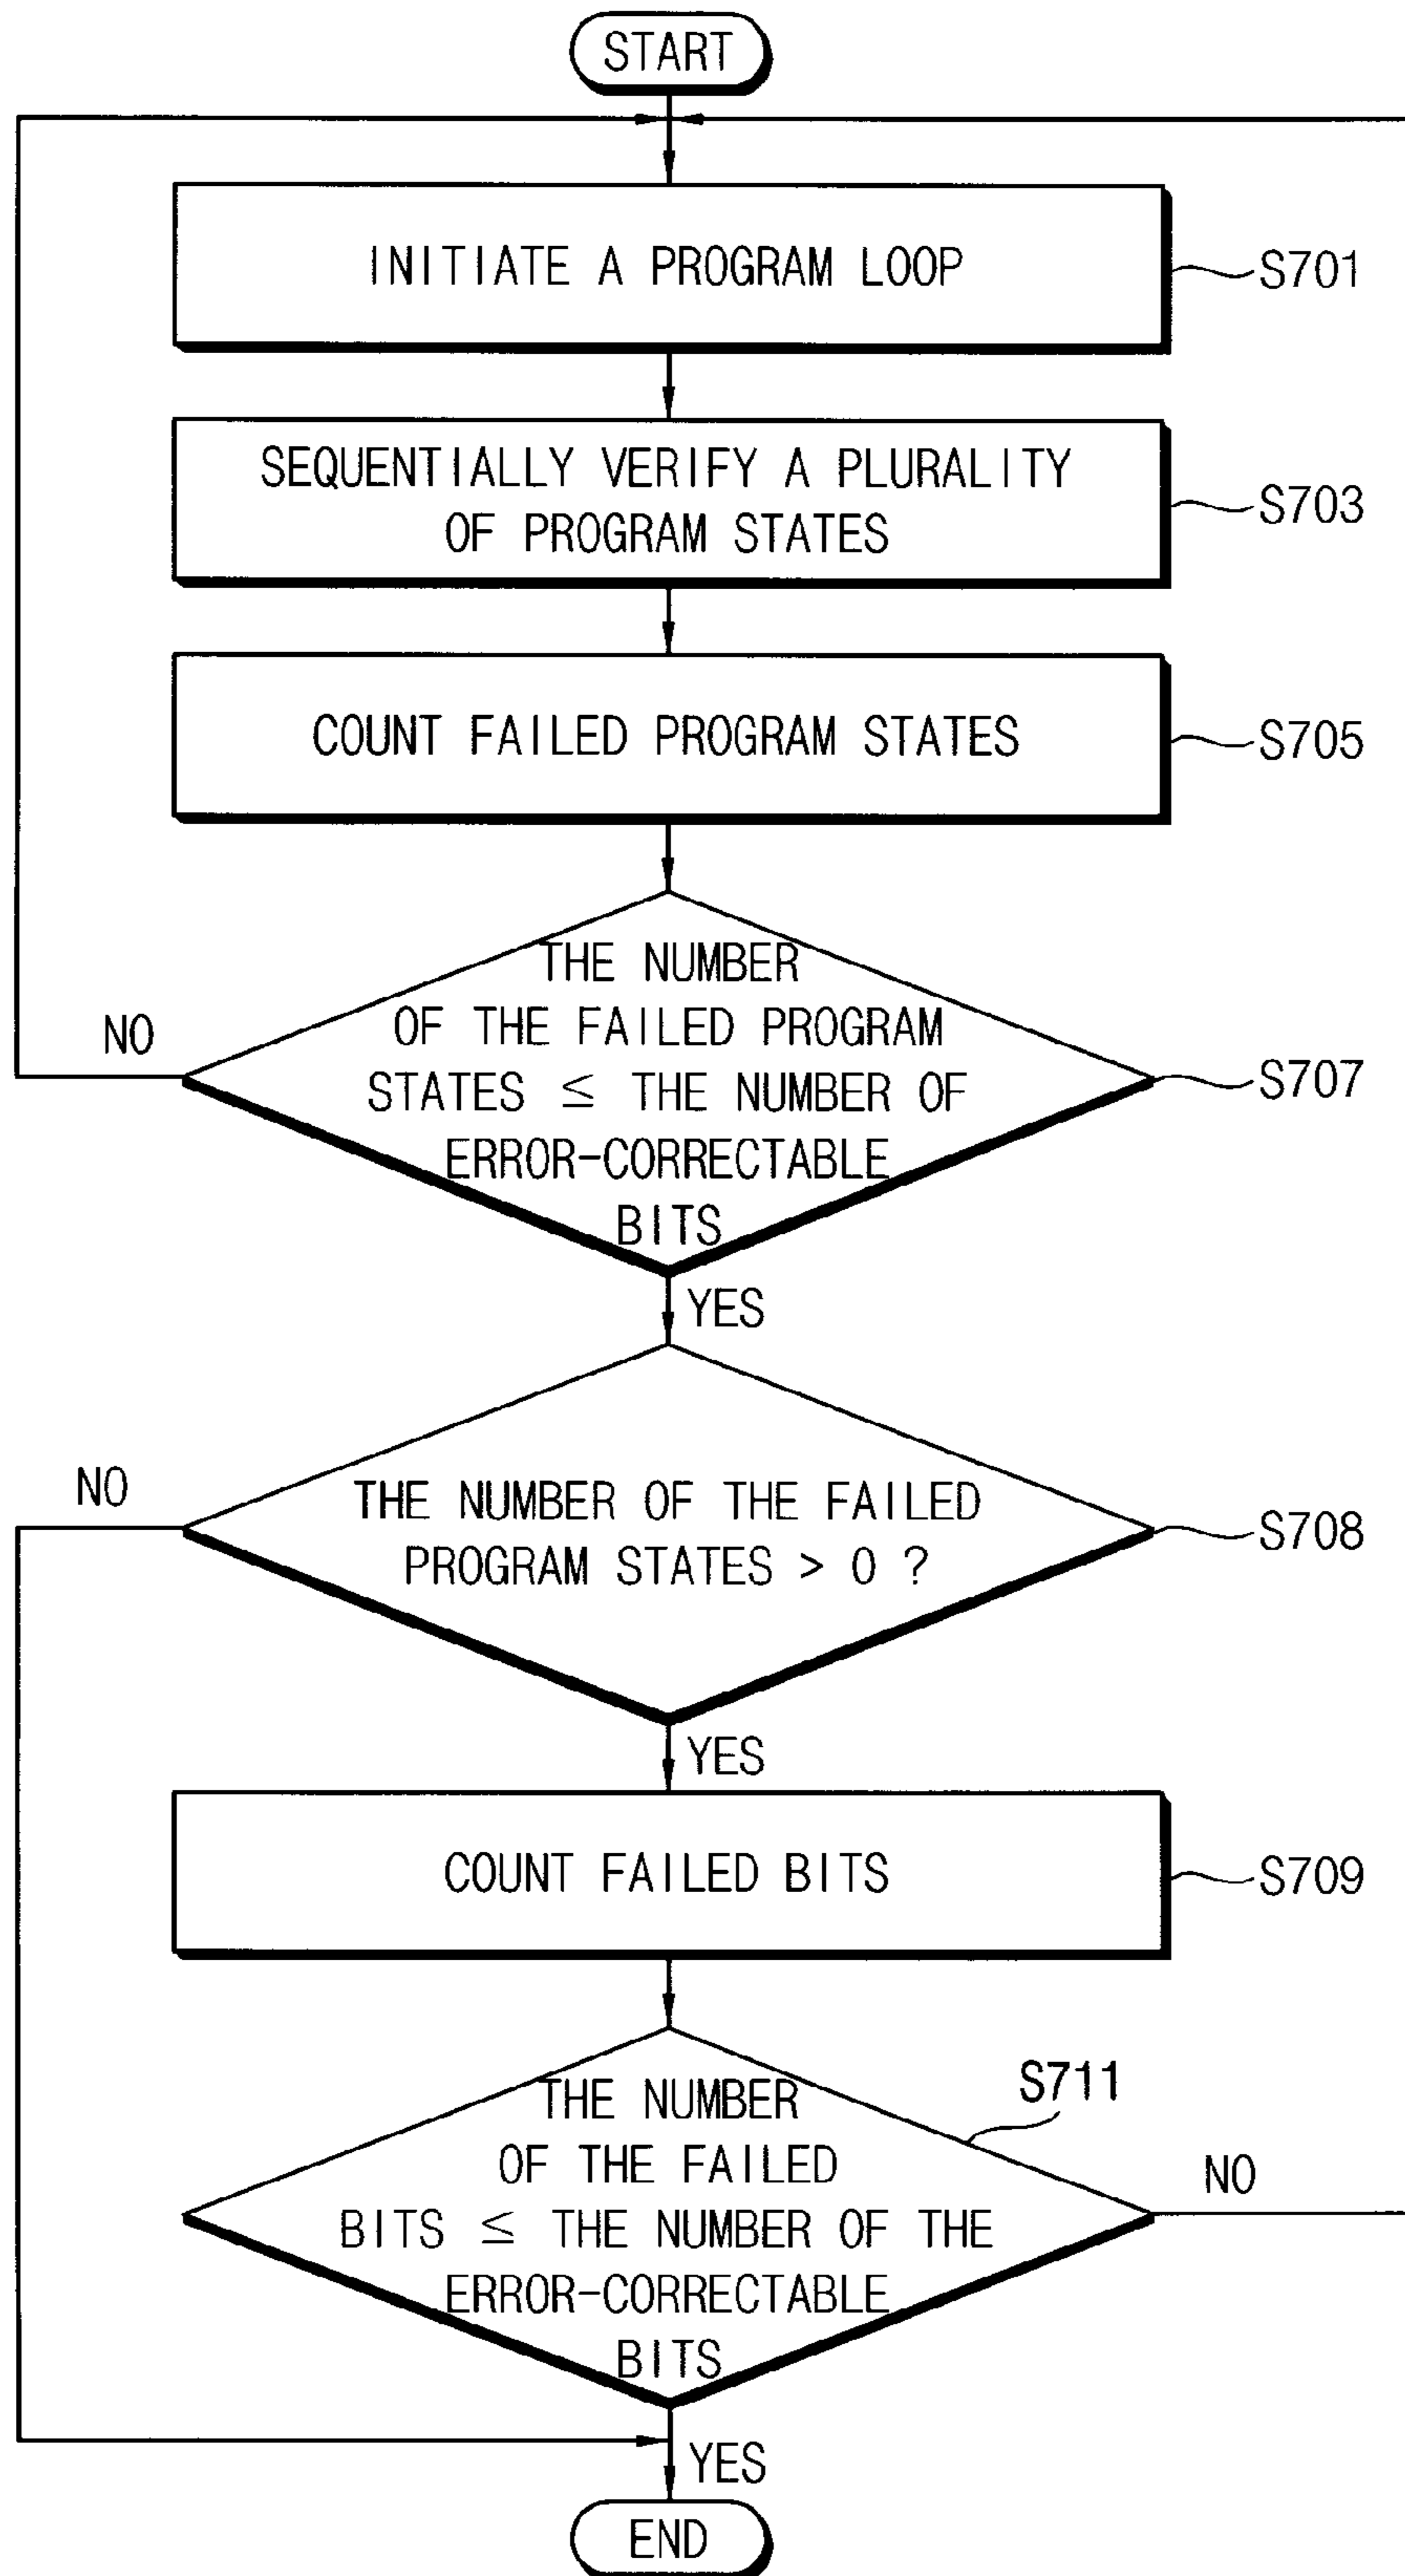 START
INITIATE A PROGRAM LOOP
S701
SEQUENTIALLY VERIFY A PLURALITY
OF PROGRAM STATES
S703
COUNT FAILED PROGRAM STATES
S705
THE NUMBER
OF THE FAILED PROGRAM
STATES ≤ THE NUMBER OF
ERROR-CORRECTABLE
BITS
NO
S707
YES
THE NUMBER OF THE FAILED
PROGRAM STATES > 0 ?
NO
S708
YES
COUNT FAILED BITS
S709
S711
THE NUMBER
OF THE FAILED
BITS ≤ THE NUMBER OF THE
ERROR-CORRECTABLE
BITS
NO
YES
END